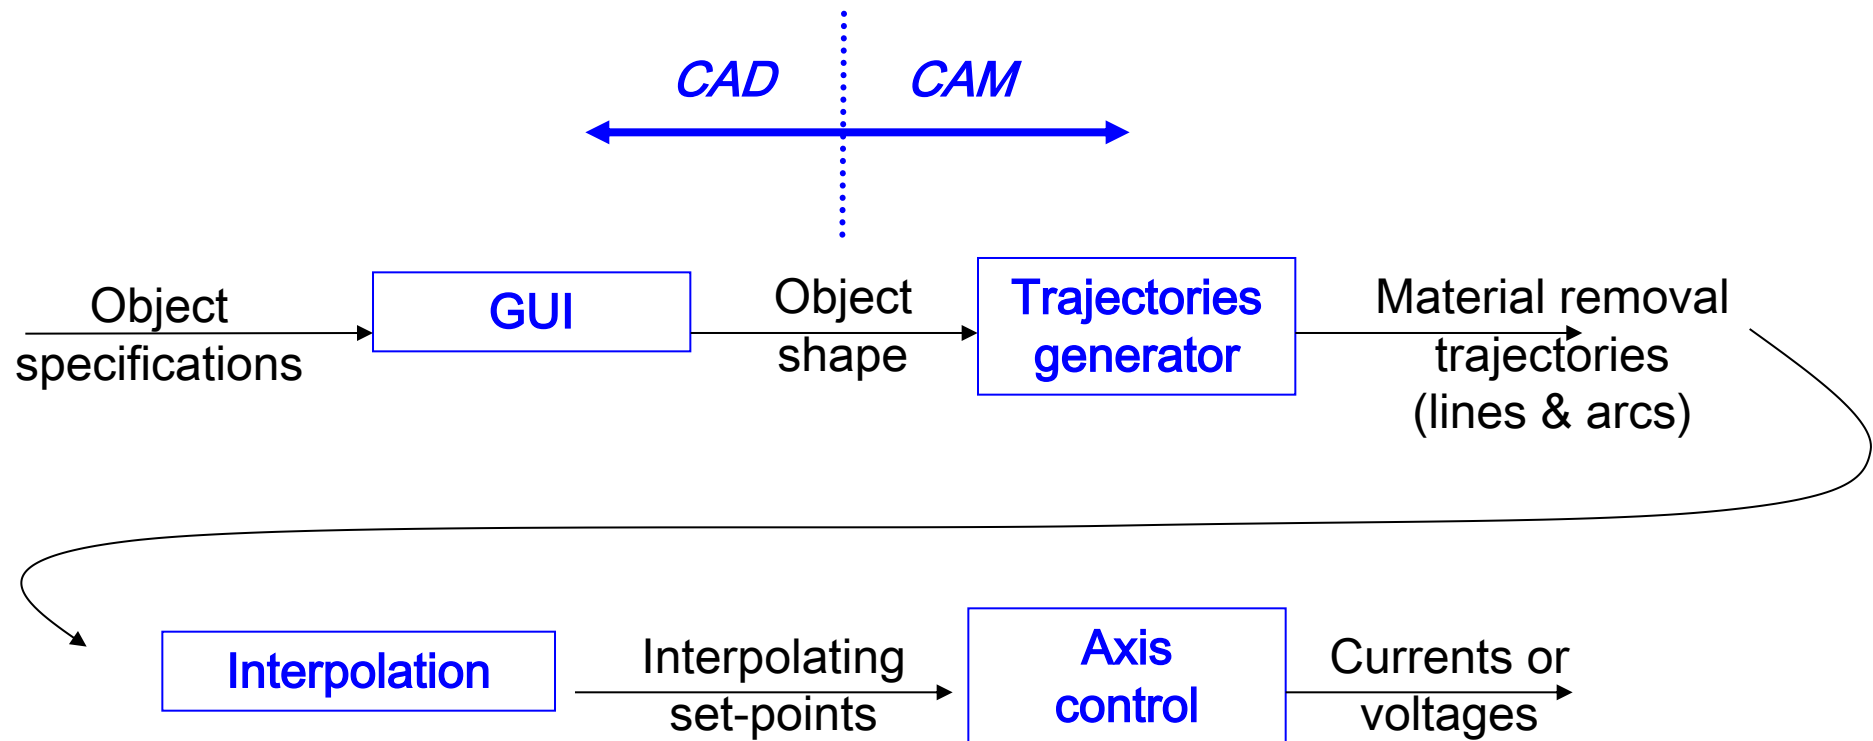 CAD CAM
Object
specifications
GUI
Object
shape
Trajectories
generator
Material removal
trajectories
(lines & arcs)
Interpolation
Interpolating
set-points
Axis
control
Currents or
voltages